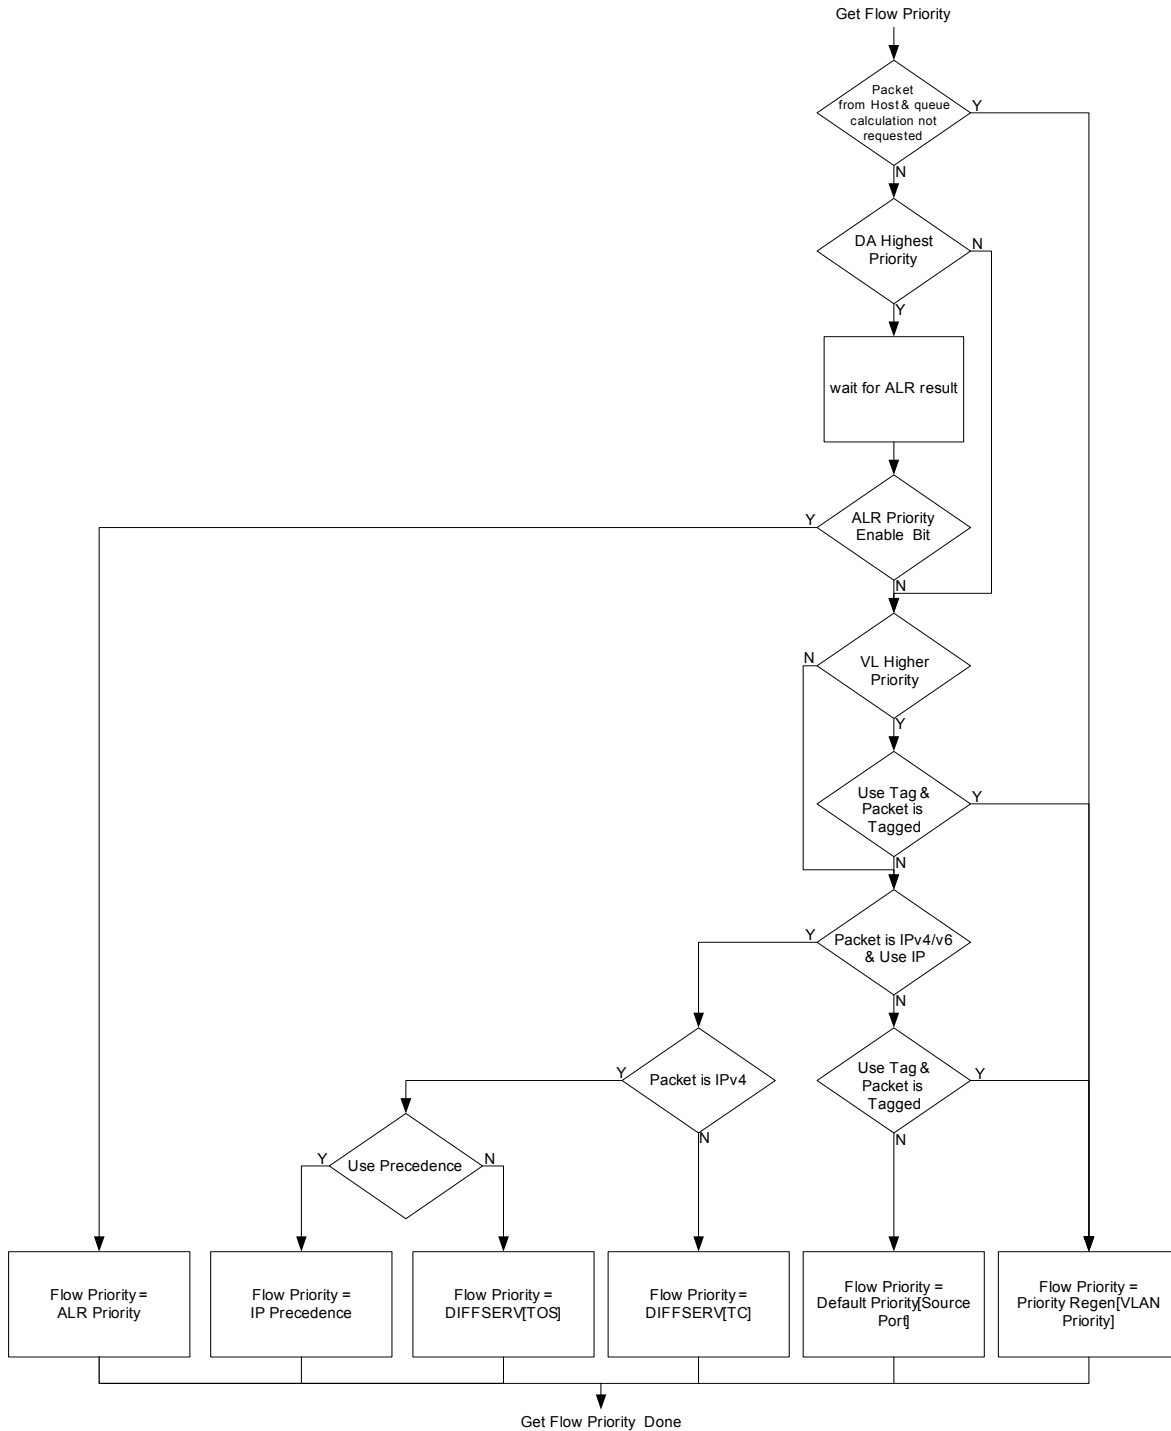 Get Flow Priority
Packet
from Host & queue
calculation not
requested
Y
N
DA Highest
Priority
N
Y
wait for ALR result
ALR Priority
Enable Bit
Y
N
VL Higher
Priority
N
Y
Use Tag &
Packet is
Tagged
Y
N
Packet is IPv4/v6
& Use IP
Y
N
Packet is IPv4
Y
N
Use Tag &
Packet is
Tagged
Y
N
Use Precedence
Y
N
Flow Priority =
ALR Priority
Flow Priority =
IP Precedence
Flow Priority =
DIFFSERV[TOS]
Flow Priority =
DIFFSERV[TC]
Flow Priority =
Default Priority[Source
Port]
Flow Priority =
Priority Regen[VLAN
Priority]
Get Flow Priority Done